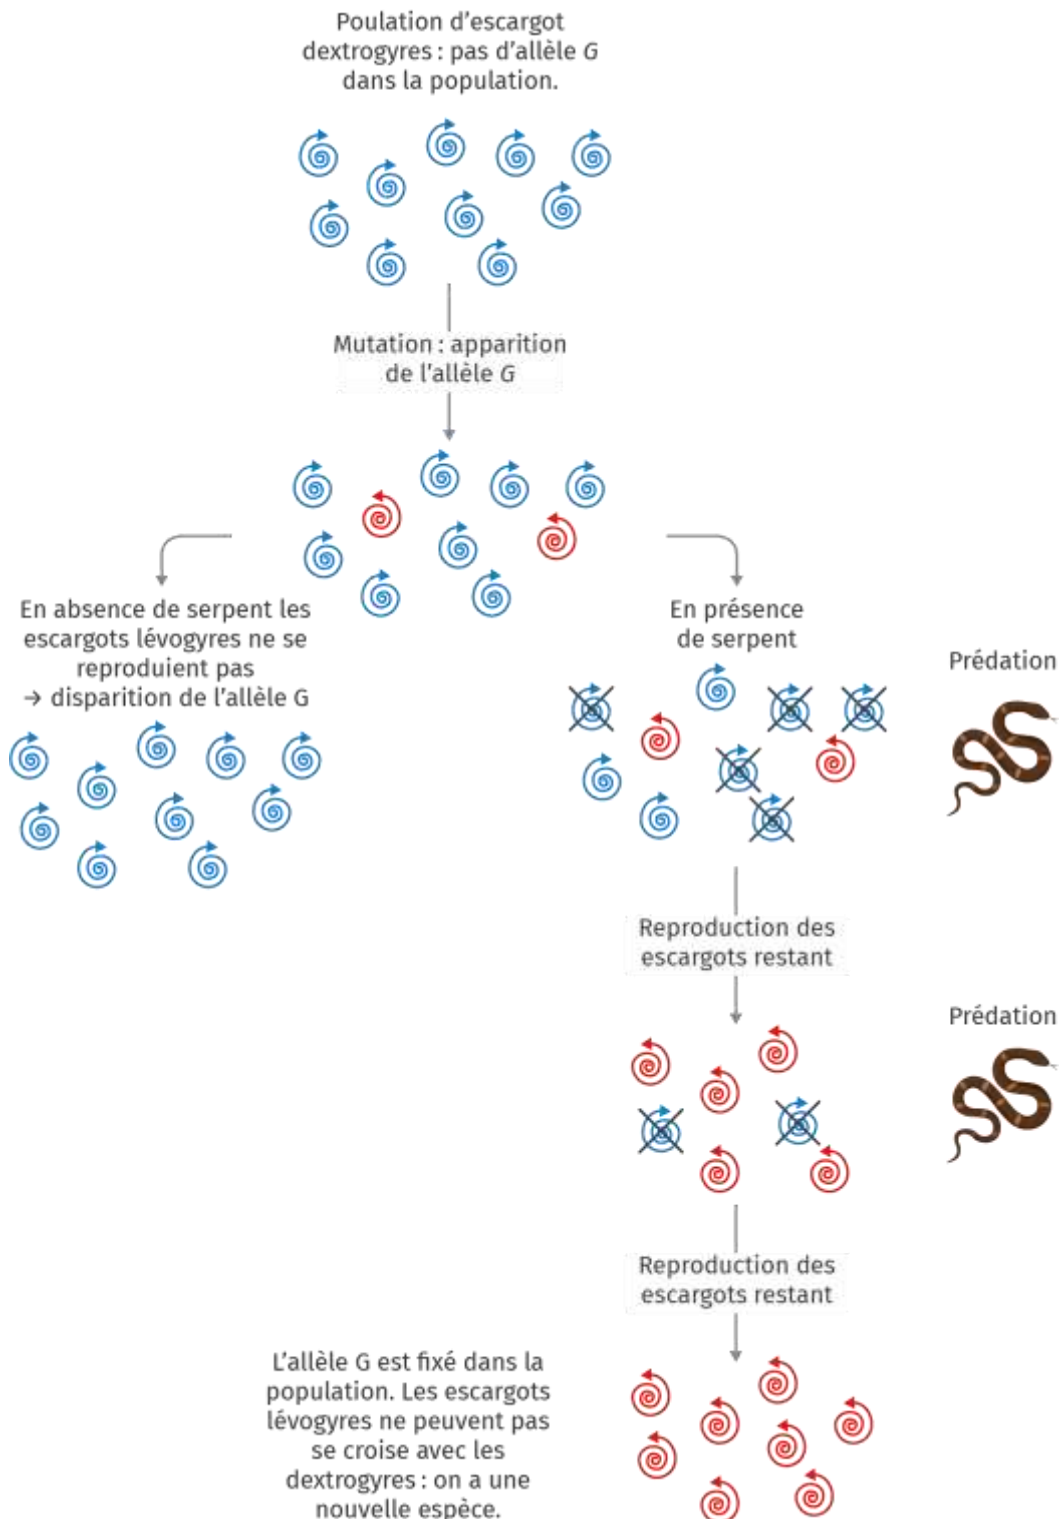 Poulation d'escargot
dextrogyres : pas d'allèle G
dans la population.
Mutation : apparition
de l'allèle G
En absence de serpent les
escargots lévogyres ne se
reproduient pas
→ disparition de l'allèle G
En présence
de serpent
Prédation
Reproduction des
escargots restant
Prédation
Reproduction des
escargots restant
L'allèle G est fixé dans la
population. Les escargots
lévogyres ne peuvent pas
se croise avec les
dextrogyres : on a une
nouvelle espèce.